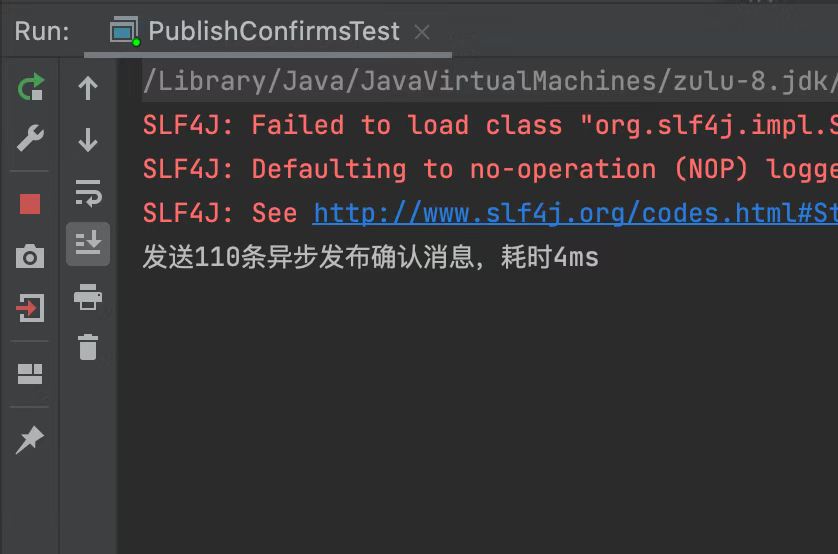 Run: PublishConfirmsTest
/Library/Java/JavaVirtualMachines/zulu-8.jdk/
SLF4J: Failed to load class "org.slf4j.impl.S
SLF4J: Defaulting to no-operation (NOP) logge
SLF4J: See http://www.slf4j.org/codes.html#St
发送110条异步发布确认消息，耗时4ms